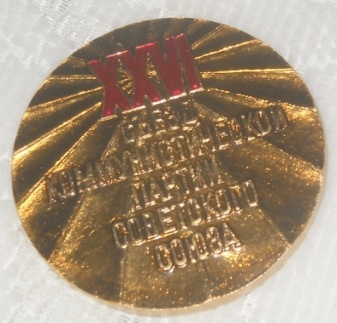 XXVI
СЪЕЗД
КОММУНИСТИЧЕСКОЙ
ПАРТИИ
СОВЕТСКОГО
СОЮЗА